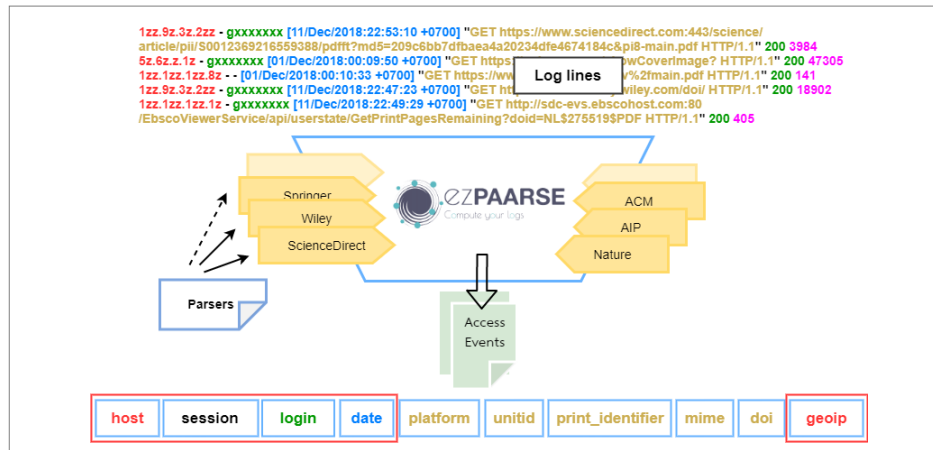 1zz.9z.3z.2zz - gxxxxxxx [11/Dec/2018:22:53:10 +0700] "GET https://www.sciencedirect.com:443/science/
article/pii/S0012369216559388/pdfft?md5=209c6bb7dfbaea4a20234dfe4674184c&pi8-main.pdf HTTP/1.1" 200 3984
5z.6z.z.1z - gxxxxxxx [01/Dec/2018:00:09:50 +0700] "GET https owCoverImage? HTTP/1.1" 200 47305
1zz.1zz.1zz.8z - - [01/Dec/2018:00:10:33 +0700] "GET https://ww v%2fmain.pdf HTTP/1.1" 200 141
1zz.9z.3z.2zz - gxxxxxxx [11/Dec/2018:22:47:23 +0700] "GET https: wiley.com/doi/ HTTP/1.1" 200 18902
1zz.1zz.1zz.1z - gxxxxxxx [11/Dec/2018:22:49:29 +0700] "GET http://sdc-evs.ebscohost.com:80
/EbscoViewerService/api/userstate/GetPrintPagesRemaining?doid=NL$275519$PDF HTTP/1.1" 200 405
Log lines
Springer
Wiley
ScienceDirect
Parsers
ezPAARSE
Compute your logs
ACM
AIP
Nature
Access
Events
host session login date platform unitid print_identifier mime doi geoip